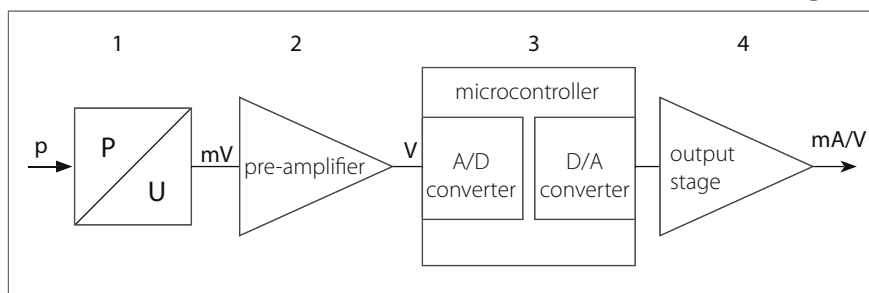 1 2 3 4
microcontroller
p P U mV pre-amplifier V A/D converter D/A converter output stage mA/V